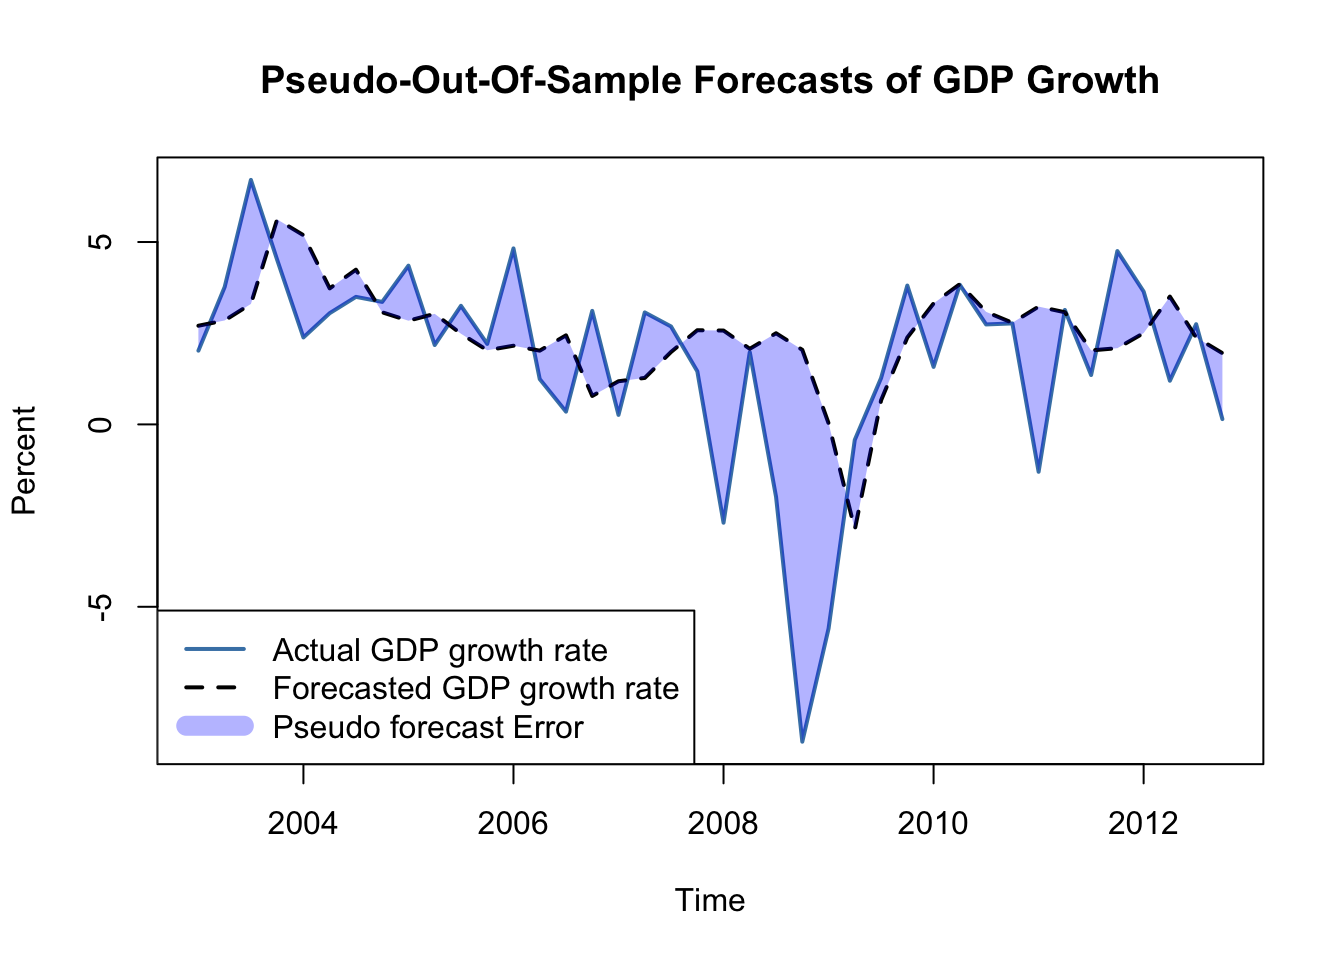 Pseudo-Out-Of-Sample Forecasts of GDP Growth
Percent
5
0
-5
Actual GDP growth rate
Forecasted GDP growth rate
Pseudo forecast Error
2004 2006 2008 2010 2012
Time